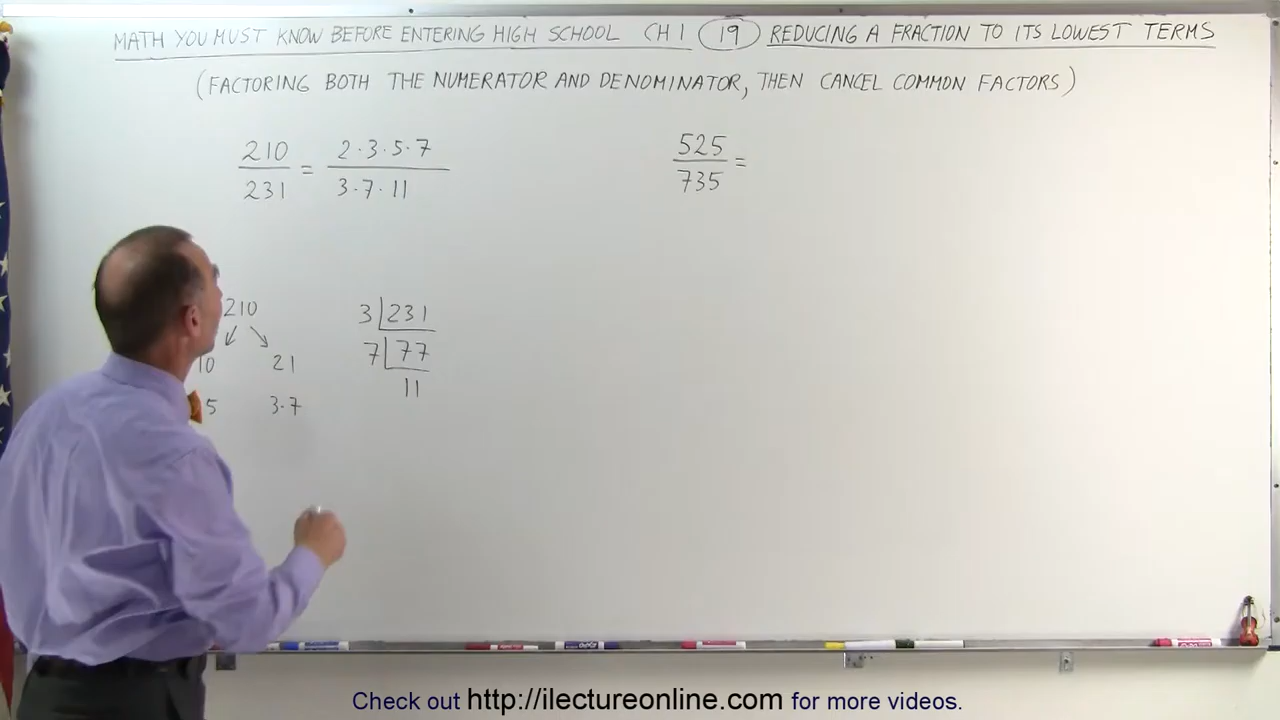 MATH YOU MUST KNOW BEFORE ENTERING HIGH SCHOOL CH 1 19 REDUCING A FRACTION TO ITS LOWEST TERMS
(FACTORING BOTH THE NUMERATOR AND DENOMINATOR, THEN CANCEL COMMON FACTORS)
210/231 = 2·3·5·7/3·7·11
525/735 =
210
10 21
5 3·7
3 231
7 77
11
Check out http://ilectureonline.com for more videos.